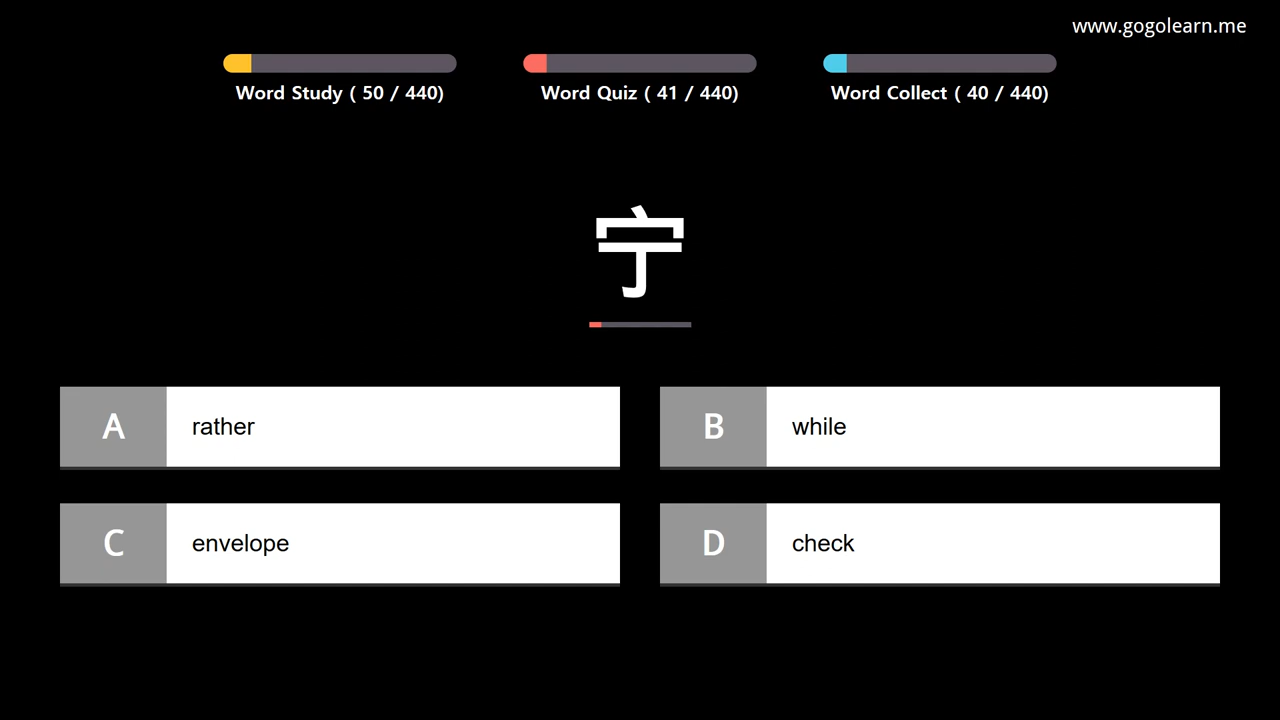 www.gogolearn.me
Word Study ( 50 / 440)
Word Quiz ( 41 / 440)
Word Collect ( 40 / 440)
宁
A rather
B while
C envelope
D check